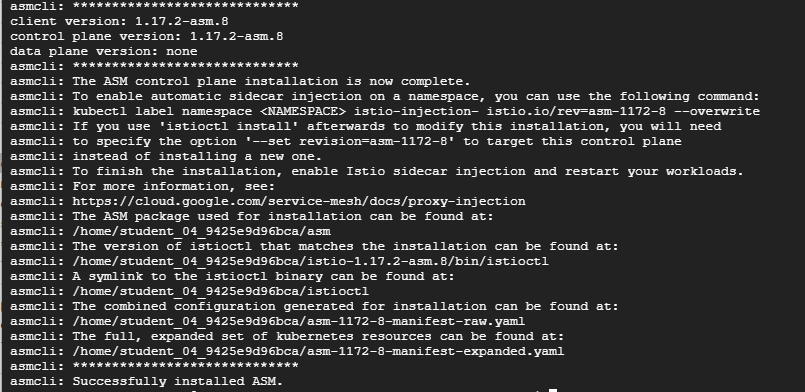 asmcli: *****************************
client version: 1.17.2-asm.8
control plane version: 1.17.2-asm.8
data plane version: none
asmcli: *****************************
asmcli: The ASM control plane installation is now complete.
asmcli: To enable automatic sidecar injection on a namespace, you can use the following command:
asmcli: kubectl label namespace <NAMESPACE> istio-injection- istio.io/rev=asm-1172-8 --overwrite
asmcli: If you use 'istioctl install' afterwards to modify this installation, you will need
asmcli: to specify the option '--set revision=asm-1172-8' to target this control plane
asmcli: instead of installing a new one.
asmcli: To finish the installation, enable Istio sidecar injection and restart your workloads.
asmcli: For more information, see:
asmcli: https://cloud.google.com/service-mesh/docs/proxy-injection
asmcli: The ASM package used for installation can be found at:
asmcli: /home/student_04_9425e9d96bca/asm
asmcli: The version of istioctl that matches the installation can be found at:
asmcli: /home/student_04_9425e9d96bca/istio-1.17.2-asm.8/bin/istioctl
asmcli: A symlink to the istioctl binary can be found at:
asmcli: /home/student_04_9425e9d96bca/istioctl
asmcli: The combined configuration generated for installation can be found at:
asmcli: /home/student_04_9425e9d96bca/asm-1172-8-manifest-raw.yaml
asmcli: The full, expanded set of kubernetes resources can be found at:
asmcli: /home/student_04_9425e9d96bca/asm-1172-8-manifest-expanded.yaml
asmcli: *****************************
asmcli: Successfully installed ASM.